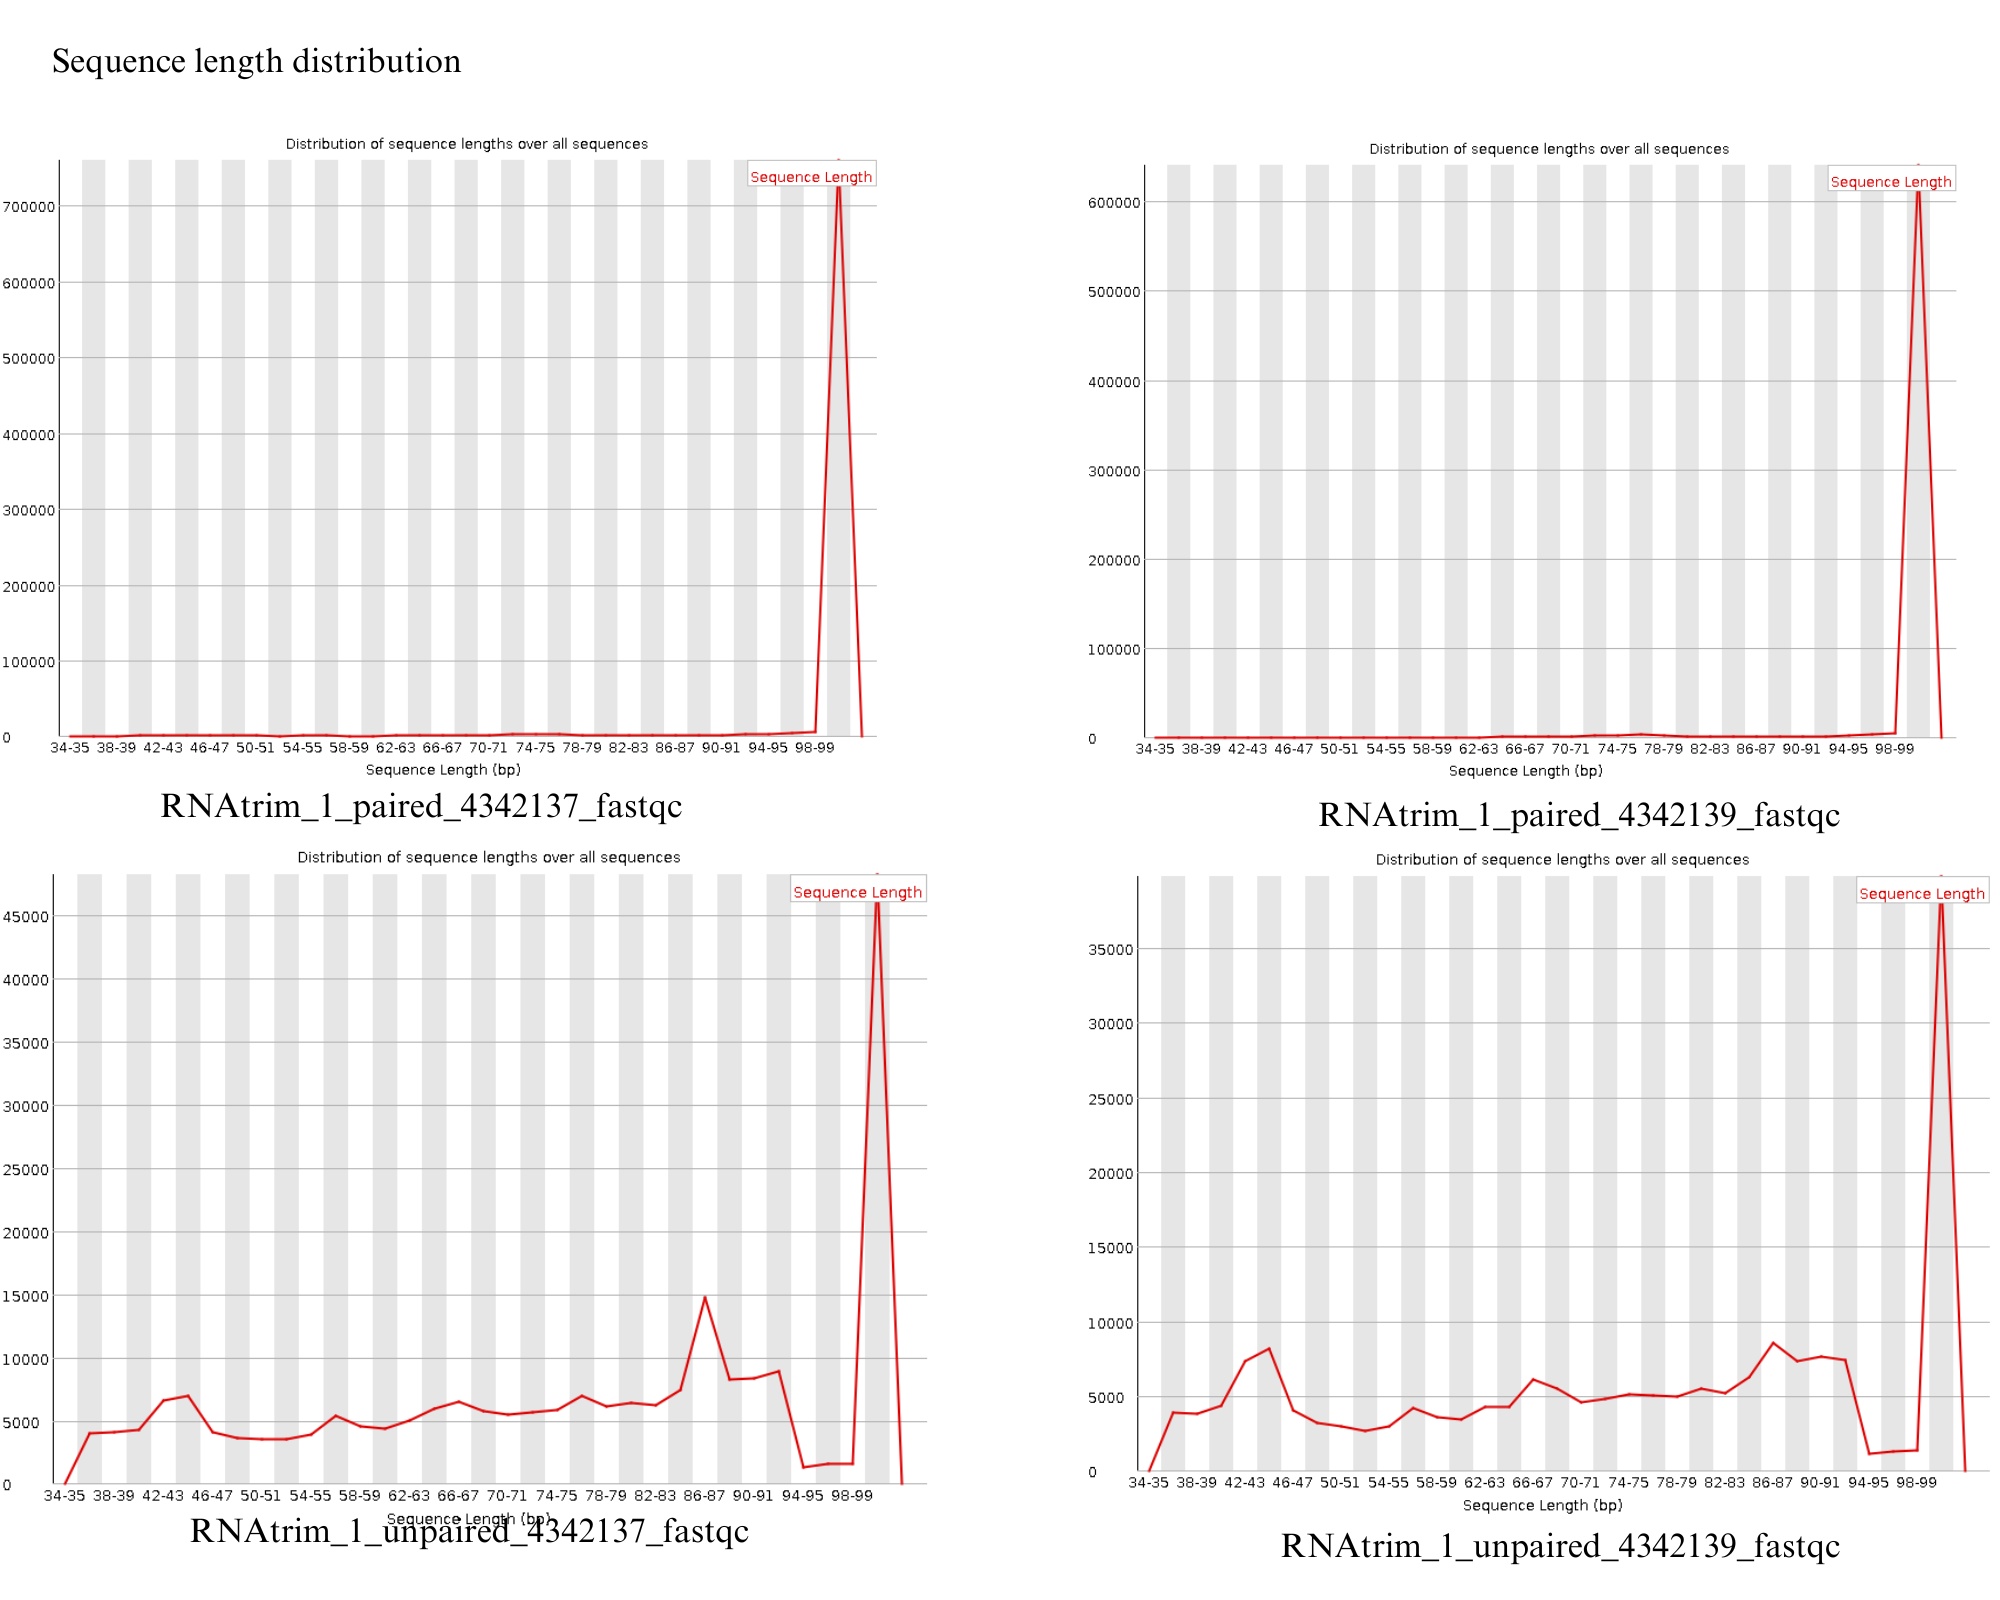 Sequence length distribution
Distribution of sequence lengths over all sequences
Sequence Length
700000
600000
500000
400000
300000
200000
100000
0
34-35 38-39 42-43 46-47 50-51 54-55 58-59 62-63 66-67 70-71 74-75 78-79 82-83 86-87 90-91 94-95 98-99
Sequence Length (bp)
RNAtrim_1_paired_4342137_fastqc
Distribution of sequence lengths over all sequences
Sequence Length
600000
500000
400000
300000
200000
100000
0
34-35 38-39 42-43 46-47 50-51 54-55 58-59 62-63 66-67 70-71 74-75 78-79 82-83 86-87 90-91 94-95 98-99
Sequence Length (bp)
RNAtrim_1_paired_4342139_fastqc
Distribution of sequence lengths over all sequences
Sequence Length
45000
40000
35000
30000
25000
20000
15000
10000
5000
0
34-35 38-39 42-43 46-47 50-51 54-55 58-59 62-63 66-67 70-71 74-75 78-79 82-83 86-87 90-91 94-95 98-99
Sequence Length (bp)
RNAtrim_1_unpaired_4342137_fastqc
Distribution of sequence lengths over all sequences
Sequence Length
35000
30000
25000
20000
15000
10000
5000
0
34-35 38-39 42-43 46-47 50-51 54-55 58-59 62-63 66-67 70-71 74-75 78-79 82-83 86-87 90-91 94-95 98-99
Sequence Length (bp)
RNAtrim_1_unpaired_4342139_fastqc